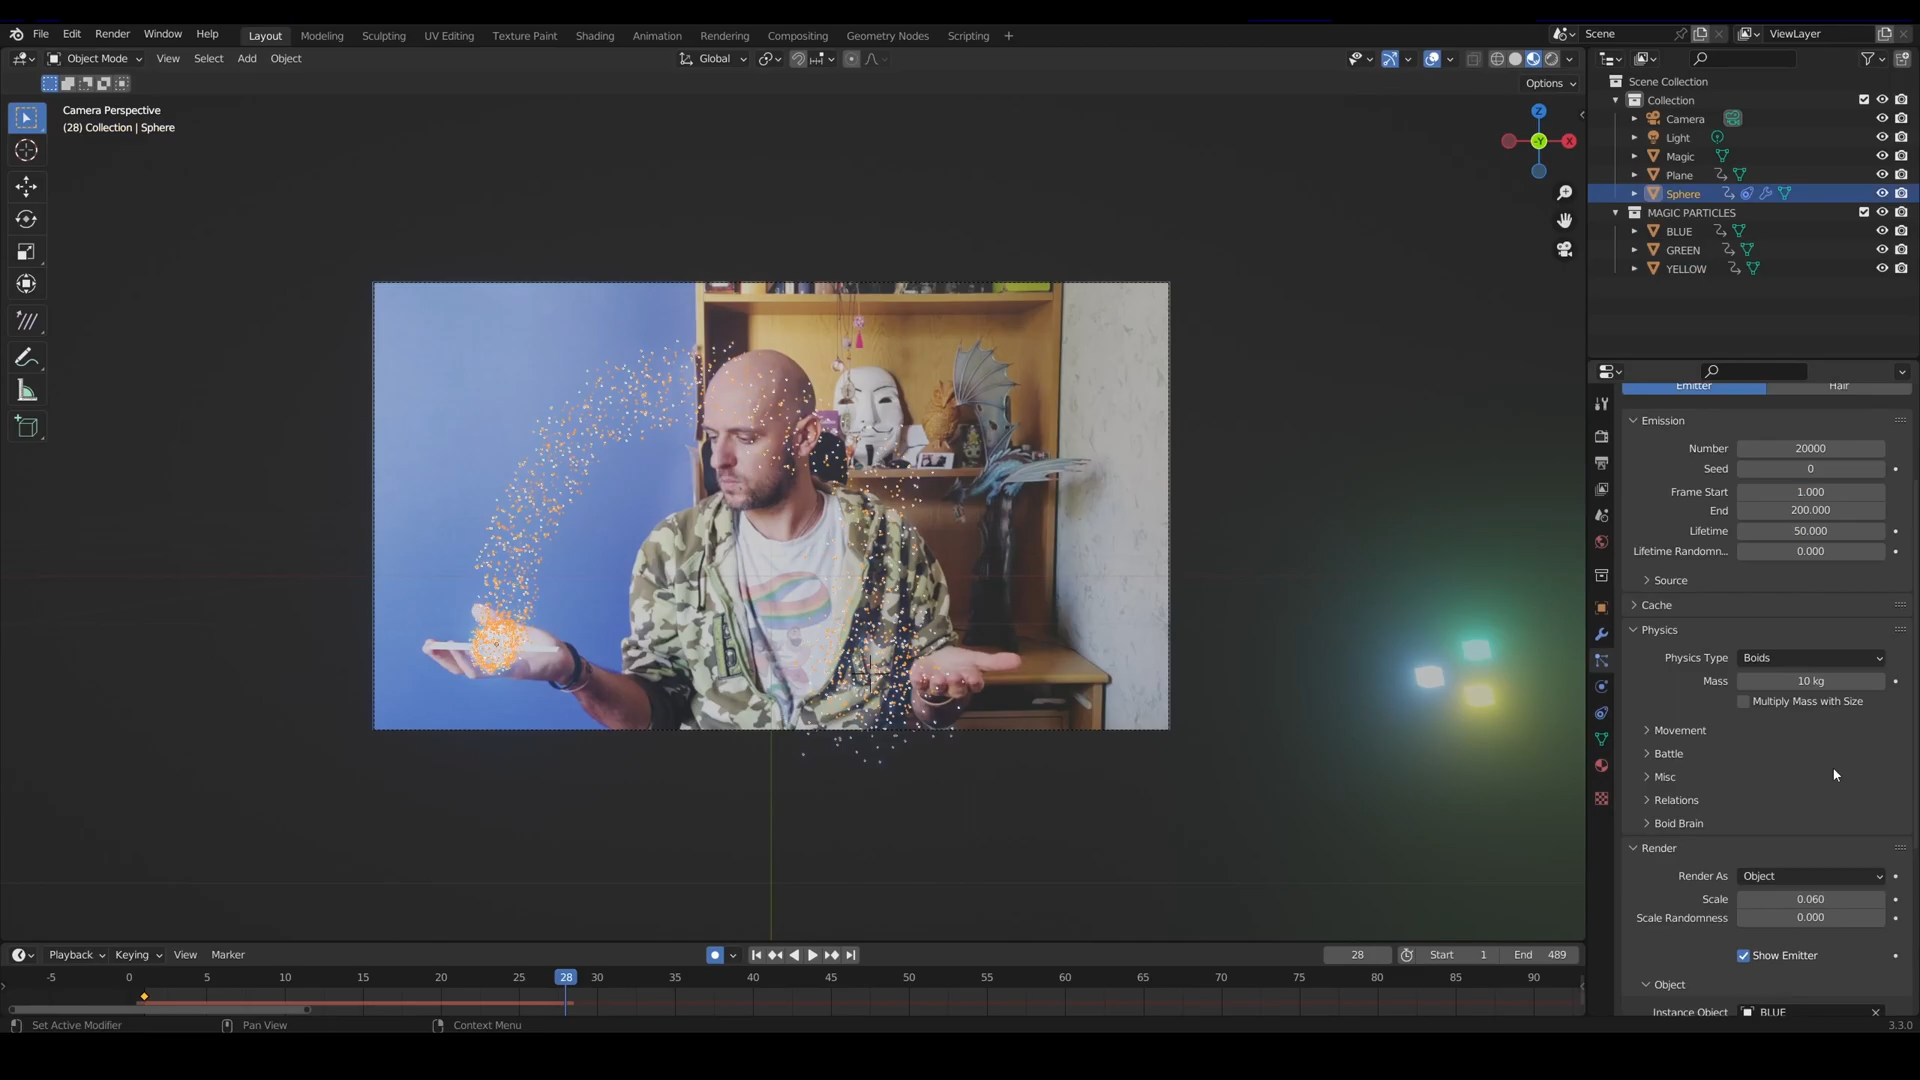 File Edit Render Window Help Layout Modeling Sculpting UV Editing Texture Paint Shading Animation Rendering Compositing Geometry Nodes Scripting + Scene ViewLayer
Object Mode View Select Add Object Global
Options
Camera Perspective
(28) Collection | Sphere
Z
-Y
X
Scene Collection
Collection
Camera
Light
Magic
Plane
Sphere
MAGIC PARTICLES
BLUE
GREEN
YELLOW
Emitter Hair
Emission
Number 20000
Seed 0
Frame Start 1.000
End 200.000
Lifetime 50.000
Lifetime Randomn... 0.000
Source
Cache
Physics
Physics Type Boids
Mass 10 kg
Multiply Mass with Size
Movement
Battle
Misc
Relations
Boid Brain
Render
Render As Object
Scale 0.060
Scale Randomness 0.000
Show Emitter
Object
Instance Object BLUE
Playback Keying View Marker 28 Start 1 End 489
-5 0 5 10 15 20 25 28 30 35 40 45 50 55 60 65 70 75 80 85 90
Set Active Modifier Pan View Context Menu 3.3.0